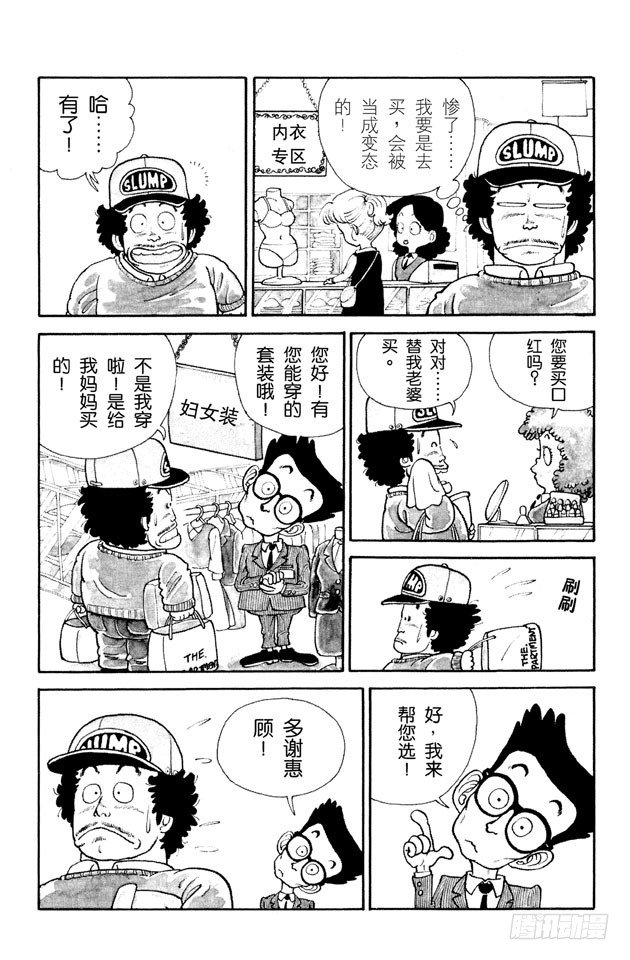 惨了……
我要是去
买，会被
当成变态
的！
SLUMP
内衣
专区
哈……
有了！
SLUMP
您要买口
红吗？
对对……
替我老婆
买。
SLUMP
您好！有
您能穿的
套装哦！
妇女装
不是我穿
啦！是给
我妈妈买
的！
THE.
刷刷
SLUMP
THE.
PARTMENT
好，我来
帮您选！
多谢惠
顾！
SLUMP
腾讯动漫